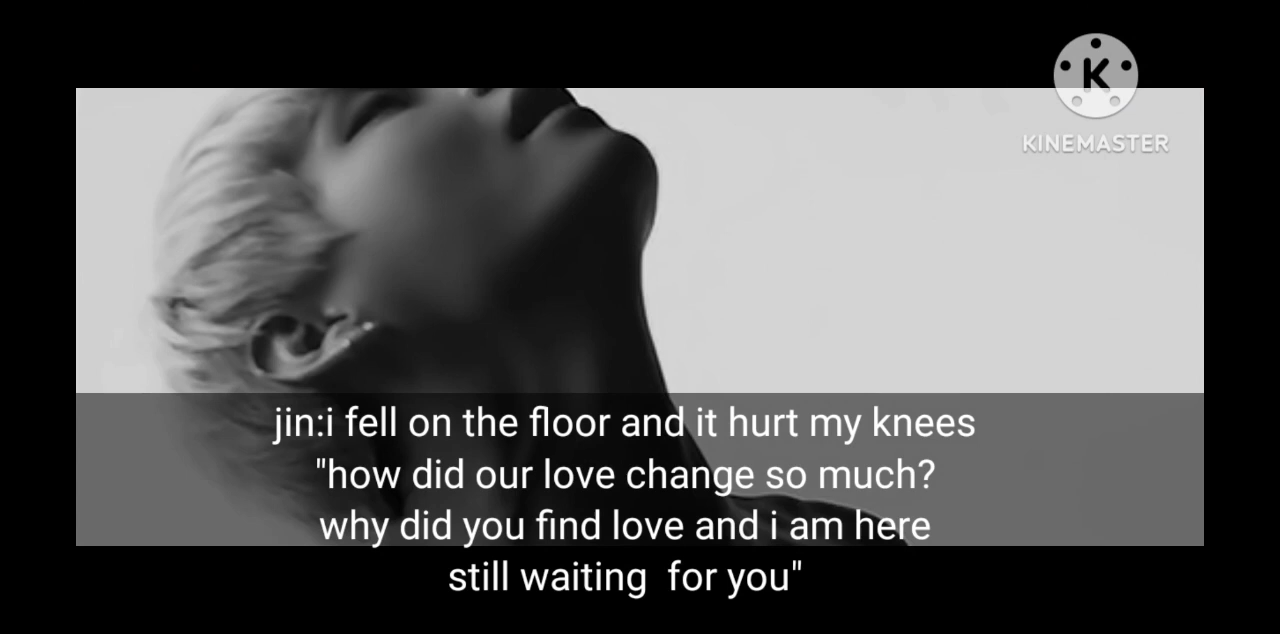 K
KINEMASTER
jin:i fell on the floor and it hurt my knees
"how did our love change so much?
why did you find love and i am here
still waiting  for you"